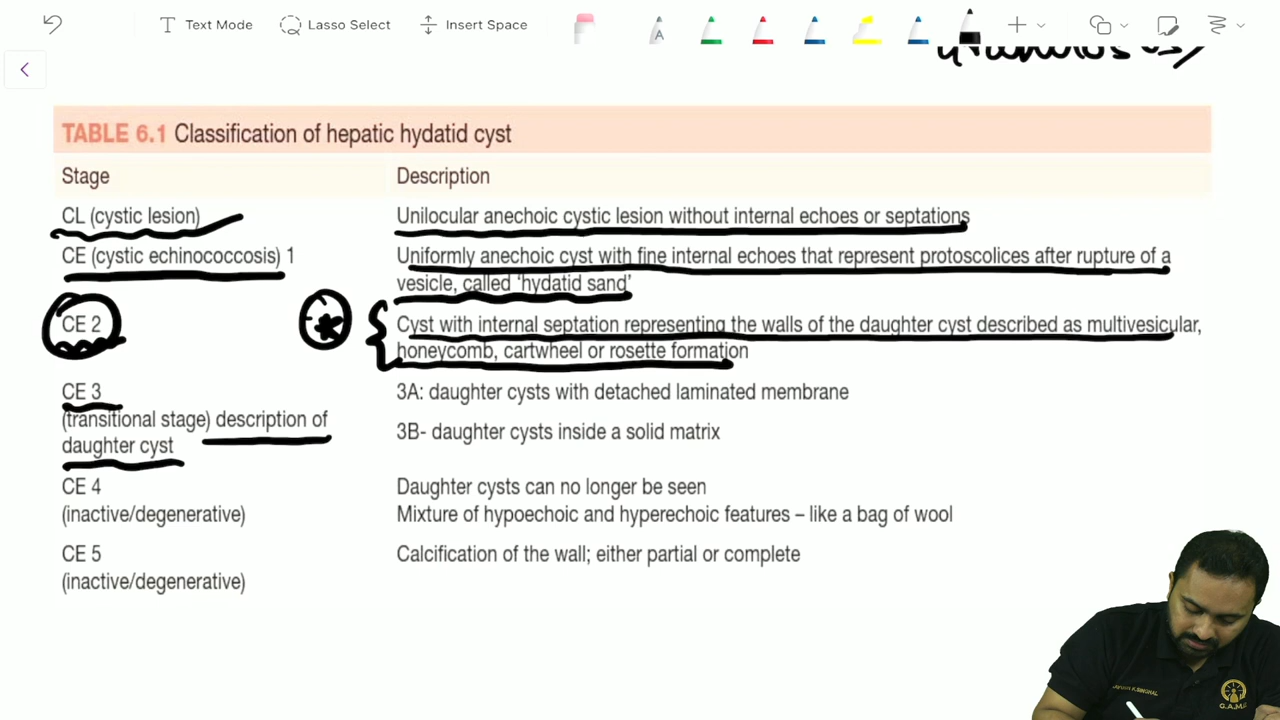 Text Mode Lasso Select Insert Space
TABLE 6.1 Classification of hepatic hydatid cyst
Stage Description
CL (cystic lesion) Unilocular anechoic cystic lesion without internal echoes or septations
CE (cystic echinococcosis) 1 Uniformly anechoic cyst with fine internal echoes that represent protoscolices after rupture of a
vesicle, called ‘hydatid sand’
CE 2 Cyst with internal septation representing the walls of the daughter cyst described as multivesicular,
honeycomb, cartwheel or rosette formation
CE 3 3A: daughter cysts with detached laminated membrane
(transitional stage) description of
daughter cyst 3B- daughter cysts inside a solid matrix
CE 4 Daughter cysts can no longer be seen
(inactive/degenerative) Mixture of hypoechoic and hyperechoic features – like a bag of wool
CE 5 Calcification of the wall; either partial or complete
(inactive/degenerative)